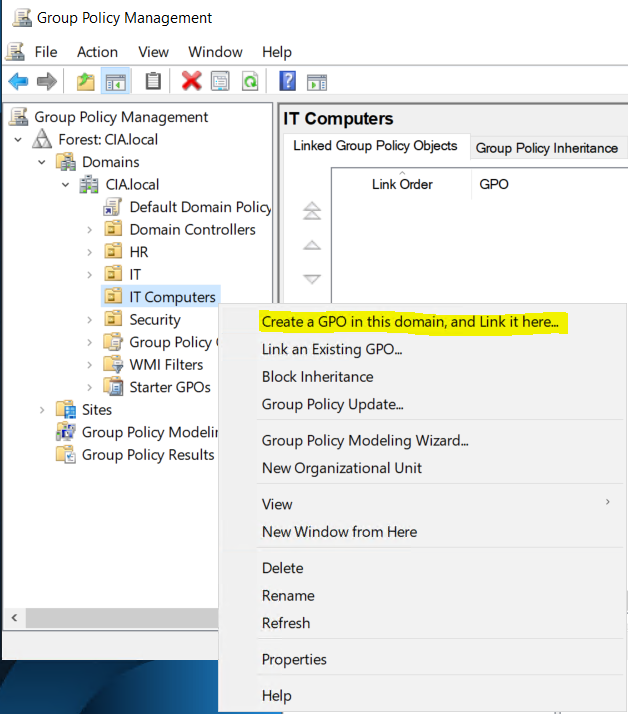 Group Policy Management
File Action View Window Help
Group Policy Management
Forest: CIA.local
Domains
CIA.local
Default Domain Policy
Domain Controllers
HR
IT
IT Computers
Security
Group Policy
WMI Filters
Starter GPOs
Sites
Group Policy Modelin
Group Policy Results
IT Computers
Linked Group Policy Objects
Group Policy Inheritance
Link Order
GPO
Create a GPO in this domain, and Link it here...
Link an Existing GPO...
Block Inheritance
Group Policy Update...
Group Policy Modeling Wizard...
New Organizational Unit
View
New Window from Here
Delete
Rename
Refresh
Properties
Help